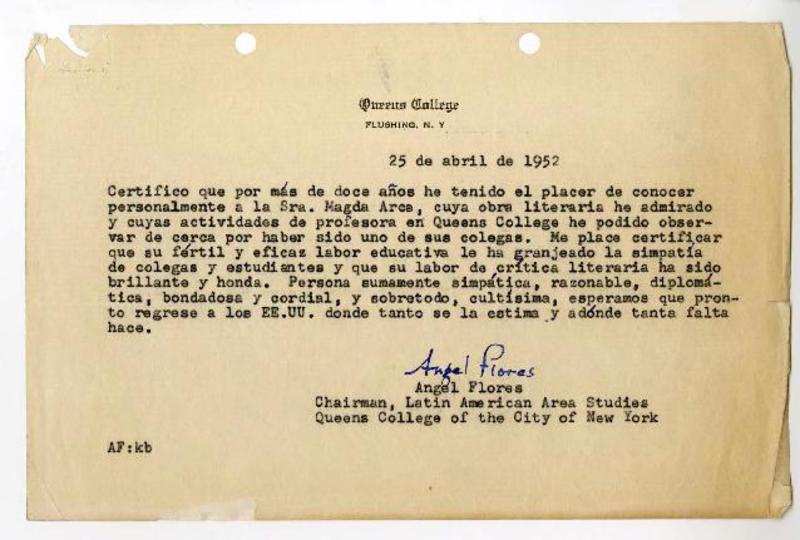 Queens College
FLUSHING, N. Y
25 de abril de 1952
Certifico que por más de doce años he tenido el placer de conocer
personalmente a la Sra. Magda Arce, cuya obra literaria he admirado
y cuyas actividades de profesora en Queens College he podido obser-
var de cerca por haber sido uno de sus colegas. Me place certificar
que su fértil y eficaz labor educativa le ha granjeado la simpatía
de colegas y estudiantes y que su labor de crítica literaria ha sido
brillante y honda. Persona sumamente simpática, razonable, diplomá-
tica, bondadosa y cordial, y sobretodo, cultísima, esperamos que pron-
to regrese a los EE.UU. donde tanto se la estima y adónde tanta falta
hace.
Angel Flores
Angel Flores
Chairman, Latin American Area Studies
Queens College of the City of New York
AF:kb